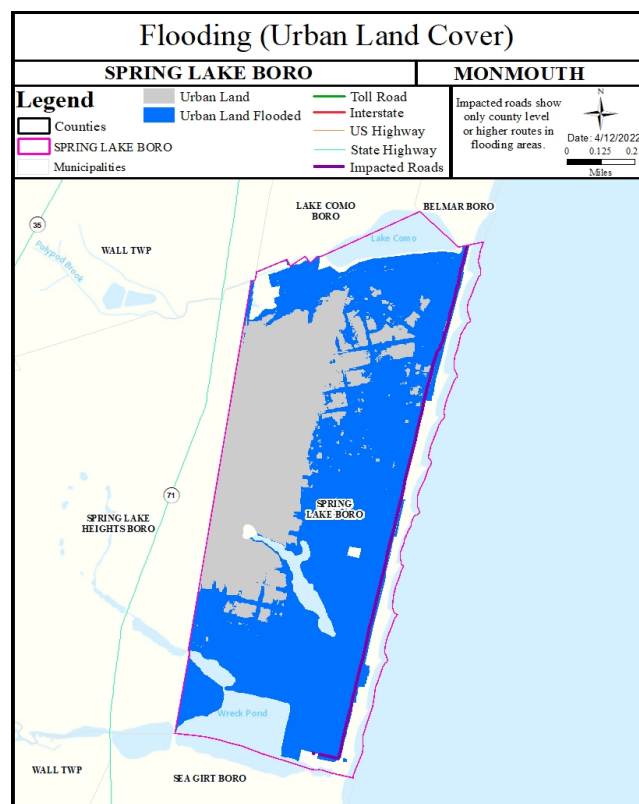 Flooding (Urban Land Cover)
SPRING LAKE BORO
MONMOUTH
Legend
Counties
SPRING LAKE BORO
Municipalities
Urban Land
Urban Land Flooded
Toll Road
Interstate
US Highway
State Highway
Impacted Roads
Impacted roads show
only county level
or higher routes in
flooding areas.
N
Date: 4/12/2022
0 0.125 0.2
Miles
LAKE COMO
BORO
BELMAR BORO
Lake Como
35
WALL TWP
Polypod Brook
71
SPRING LAKE
HEIGHTS BORO
SPRING
LAKE BORO
Wreck Pond
WALL TWP
SEA GIRT BORO